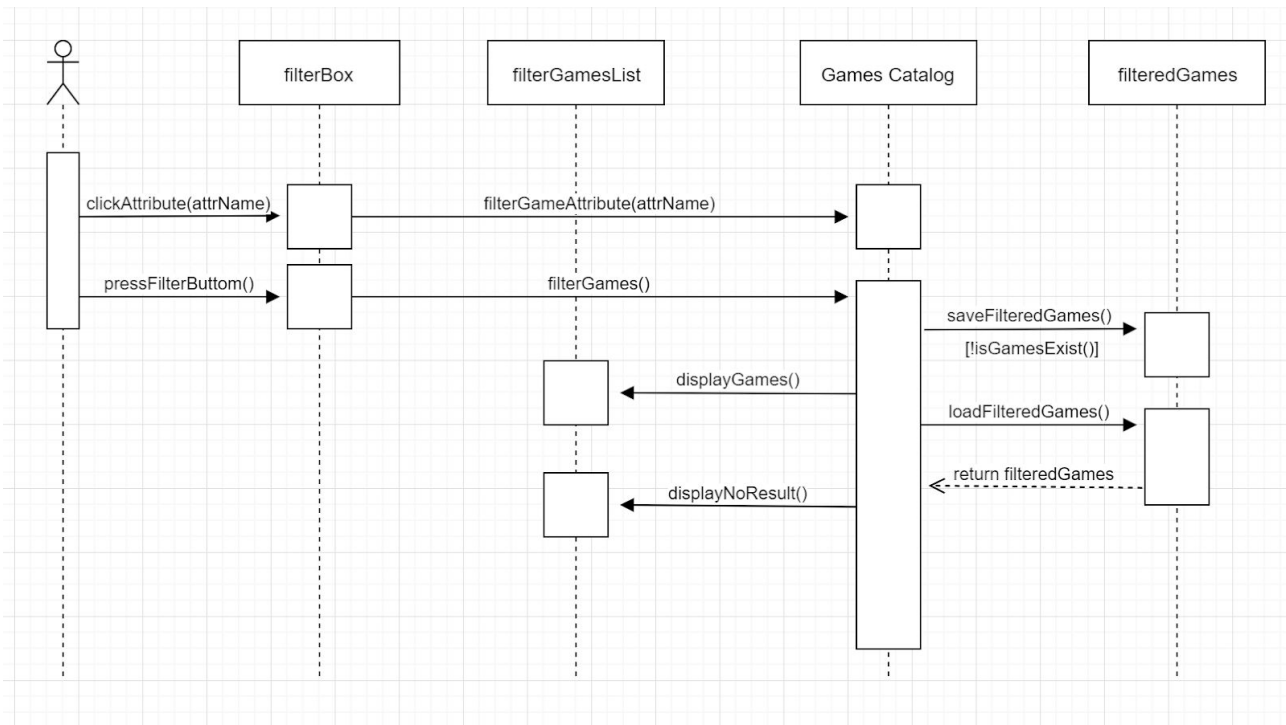 filterBox
filterGamesList
Games Catalog
filteredGames
clickAttribute(attrName)
filterGameAttribute(attrName)
pressFilterButtom()
filterGames()
saveFilteredGames()
[!isGamesExist()]
displayGames()
loadFilteredGames()
return filteredGames
displayNoResult()